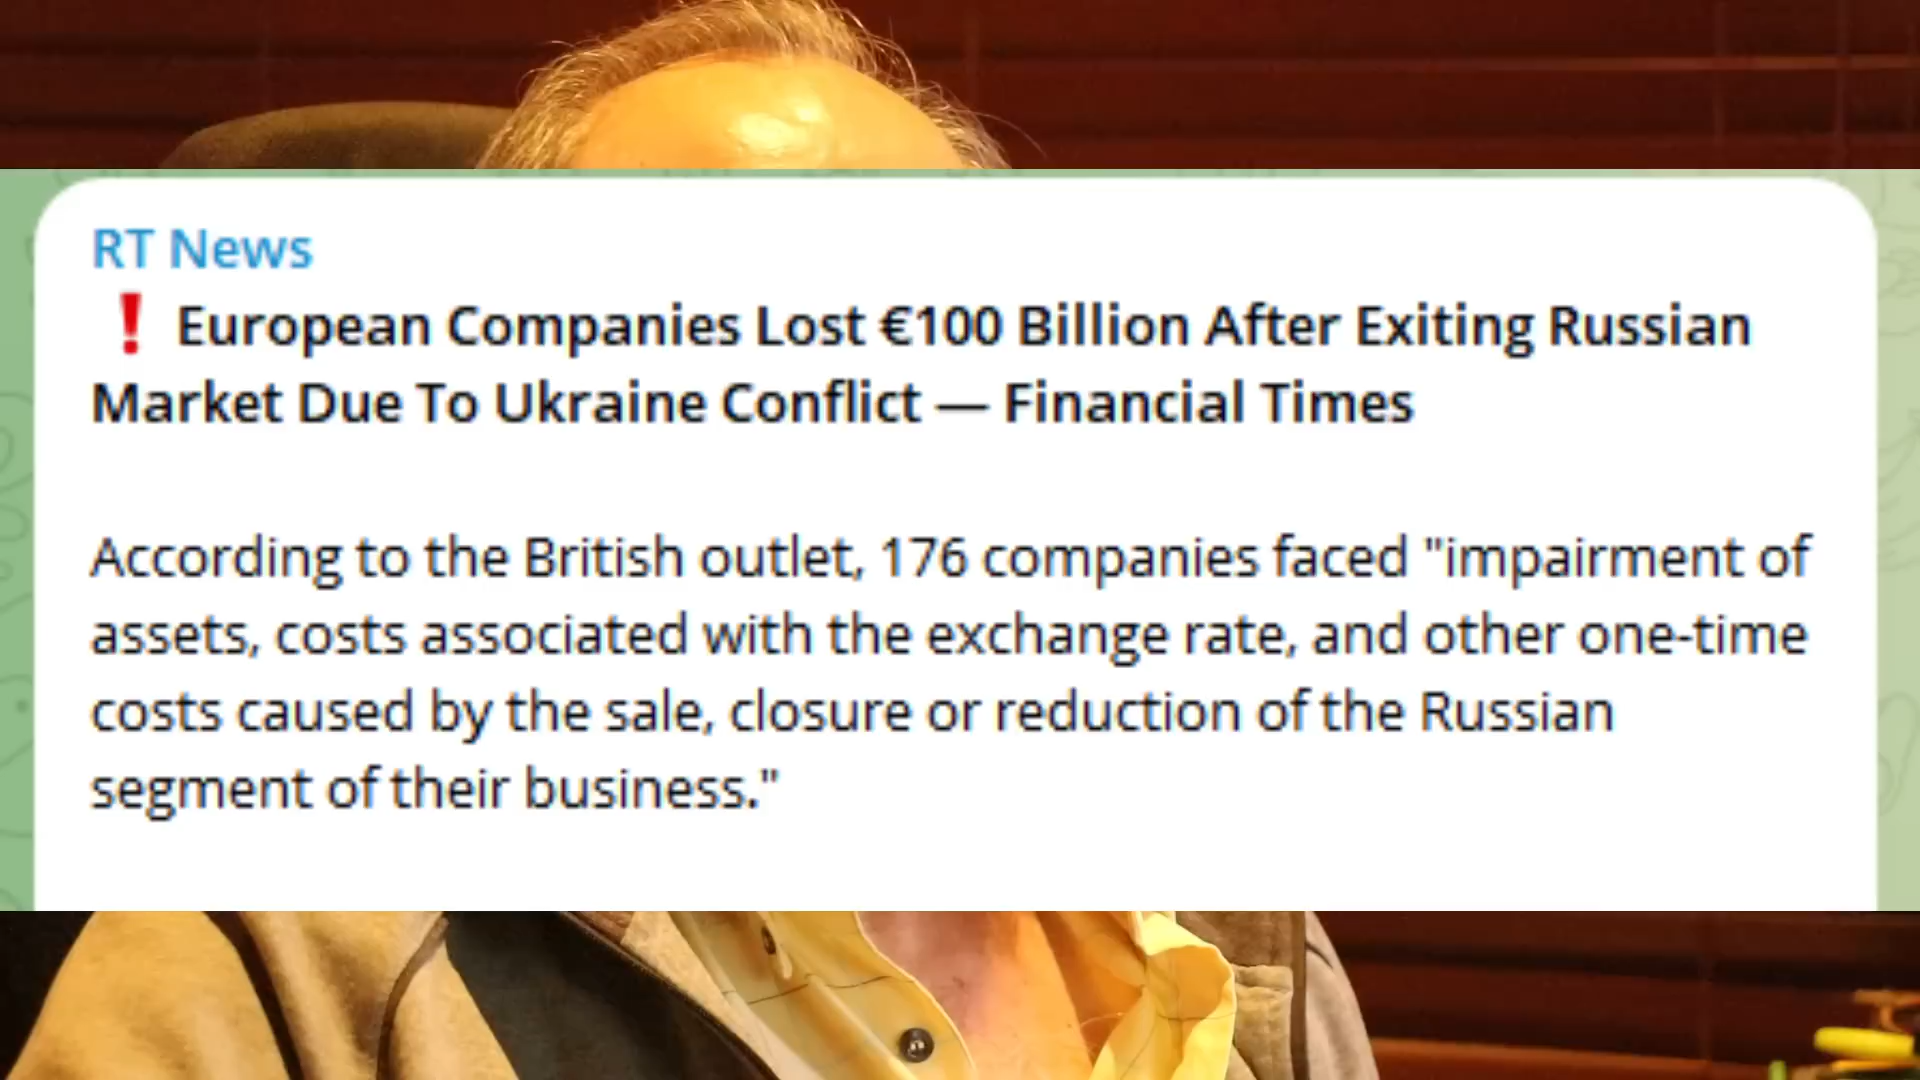 RT News
❗ European Companies Lost €100 Billion After Exiting Russian
Market Due To Ukraine Conflict — Financial Times
According to the British outlet, 176 companies faced "impairment of
assets, costs associated with the exchange rate, and other one-time
costs caused by the sale, closure or reduction of the Russian
segment of their business."